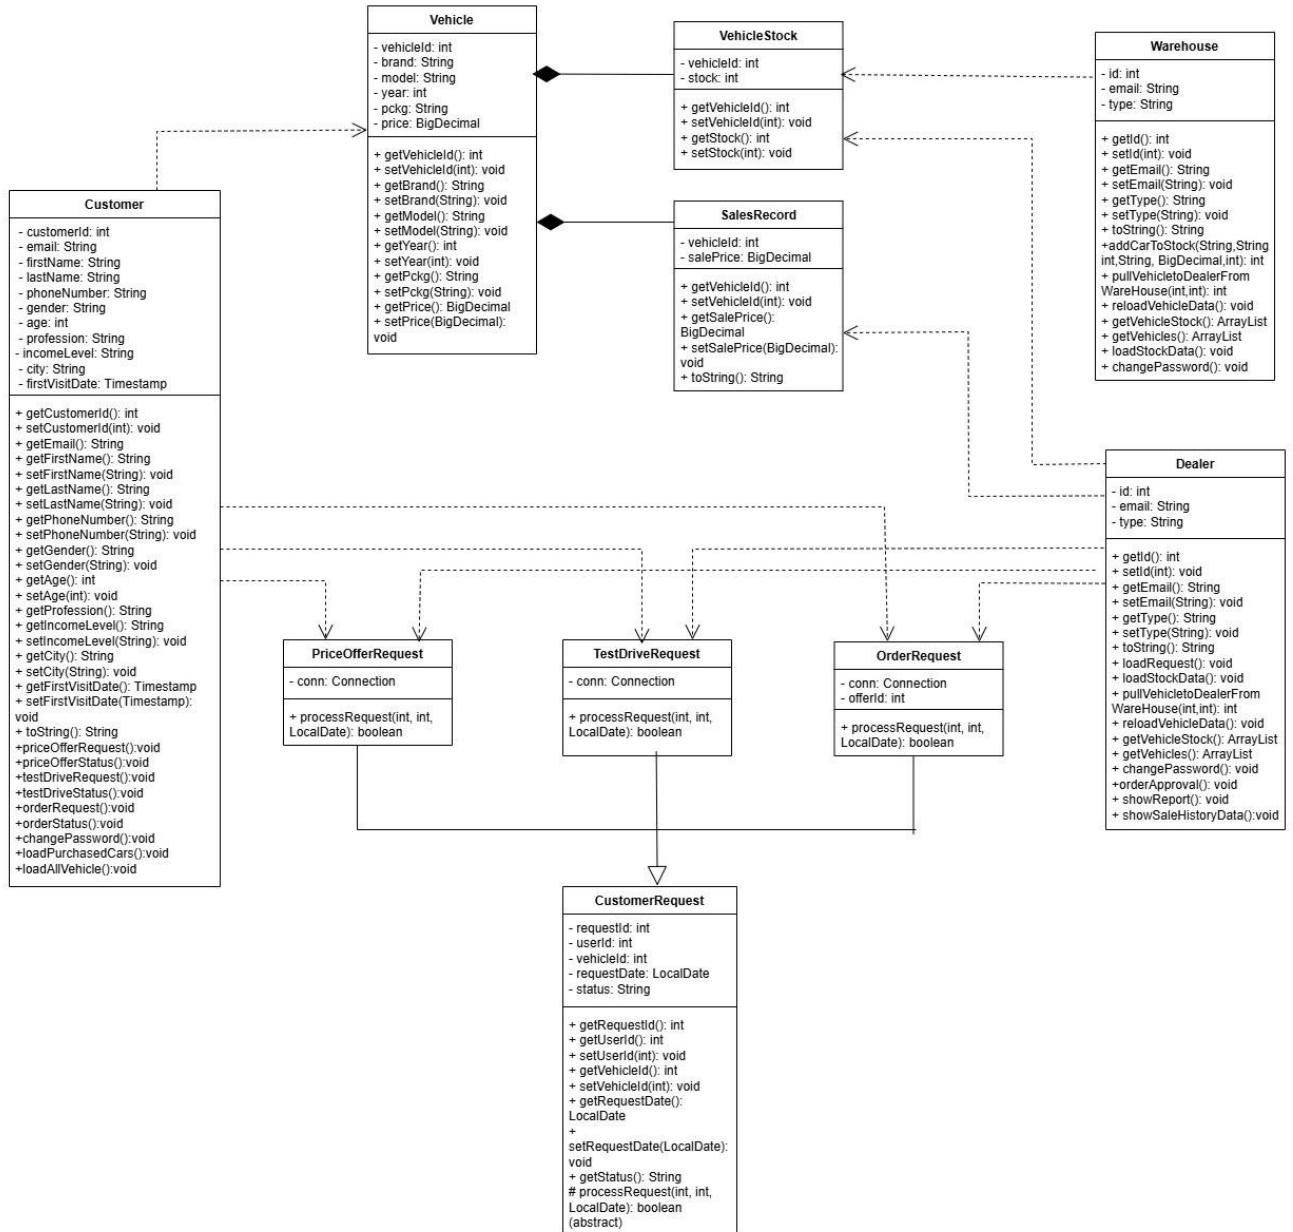 Vehicle
- vehicleId: int
- brand: String
- model: String
- year: int
- pckg: String
- price: BigDecimal
+ getVehicleId(): int
+ setVehicleId(int): void
+ getBrand(): String
+ setBrand(String): void
+ getModel(): String
+ setModel(String): void
+ getYear(): int
+ setYear(int): void
+ getPckg(): String
+ setPckg(String): void
+ getPrice(): BigDecimal
+ setPrice(BigDecimal):
void
VehicleStock
- vehicleId: int
- stock: int
+ getVehicleId(): int
+ setVehicleId(int): void
+ getStock(): int
+ setStock(int): void
Warehouse
- id: int
- email: String
- type: String
+ getId(): int
+ setId(int): void
+ getEmail(): String
+ setEmail(String): void
+ getType(): String
+ setType(String): void
+ toString(): String
+addCarToStock(String,String
int,String, BigDecimal,int): int
+ pullVehicletoDealerFrom
WareHouse(int,int): int
+ reloadVehicleData(): void
+ getVehicleStock(): ArrayList
+ getVehicles(): ArrayList
+ loadStockData(): void
+ changePassword(): void
Customer
- customerId: int
- email: String
- firstName: String
- lastName: String
- phoneNumber: String
- gender: String
- age: int
- profession: String
- incomeLevel: String
- city: String
- firstVisitDate: Timestamp
+ getCustomerId(): int
+ setCustomerId(int): void
+ getEmail(): String
+ getFirstName(): String
+ setFirstName(String): void
+ getLastName(): String
+ setLastName(String): void
+ getPhoneNumber(): String
+ setPhoneNumber(String): void
+ getGender(): String
+ setGender(String): void
+ getAge(): int
+ setAge(int): void
+ getProfession(): String
+ getIncomeLevel(): String
+ setIncomeLevel(String): void
+ getCity(): String
+ setCity(String): void
+ getFirstVisitDate(): Timestamp
+ setFirstVisitDate(Timestamp):
void
+ toString(): String
+priceOfferRequest():void
+priceOfferStatus():void
+testDriveRequest():void
+testDriveStatus():void
+orderRequest():void
+orderStatus():void
+changePassword():void
+loadPurchasedCars():void
+loadAllVehicle():void
SalesRecord
- vehicleId: int
- salePrice: BigDecimal
+ getVehicleId(): int
+ setVehicleId(int): void
+ getSalePrice():
BigDecimal
+ setSalePrice(BigDecimal):
void
+ toString(): String
Dealer
- id: int
- email: String
- type: String
+ getId(): int
+ setId(int): void
+ getEmail(): String
+ setEmail(String): void
+ getType(): String
+ setType(String): void
+ toString(): String
+ loadRequest(): void
+ loadStockData(): void
+ pullVehicletoDealerFrom
WareHouse(int,int): int
+ reloadVehicleData(): void
+ getVehicleStock(): ArrayList
+ getVehicles(): ArrayList
+ changePassword(): void
+orderApproval(): void
+ showReport(): void
+ showSaleHistoryData():void
PriceOfferRequest
- conn: Connection
+ processRequest(int, int,
LocalDate): boolean
TestDriveRequest
- conn: Connection
+ processRequest(int, int,
LocalDate): boolean
OrderRequest
- conn: Connection
- offerId: int
+ processRequest(int, int,
LocalDate): boolean
CustomerRequest
- requestId: int
- userId: int
- vehicleId: int
- requestDate: LocalDate
- status: String
+ getRequestId(): int
+ getUserId(): int
+ setUserId(int): void
+ getVehicleId(): int
+ setVehicleId(int): void
+ getRequestDate():
LocalDate
+
setRequestDate(LocalDate):
void
+ getStatus(): String
# processRequest(int, int,
LocalDate): boolean
(abstract)